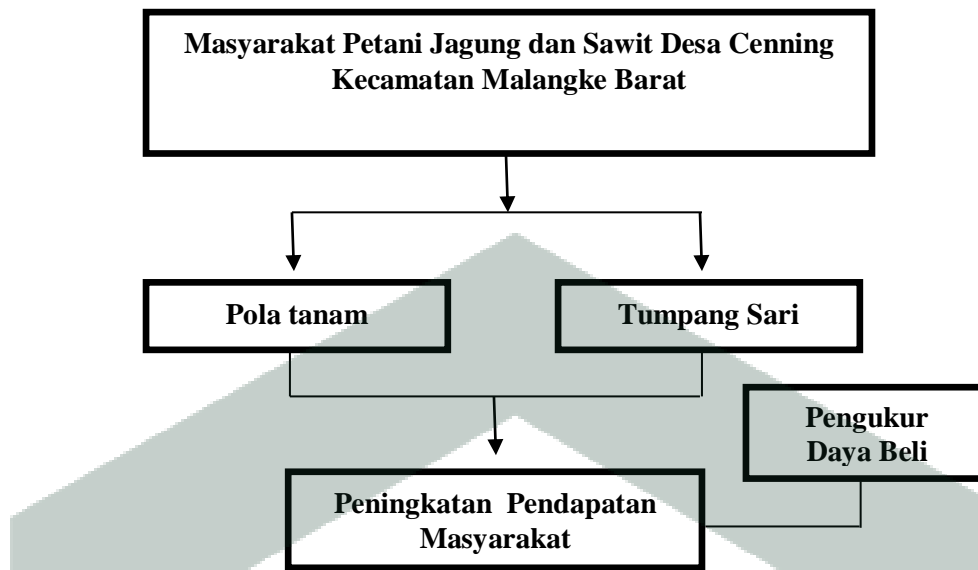 Masyarakat Petani Jagung dan Sawit Desa Cenning
Kecamatan Malangke Barat
Pola tanam
Tumpang Sari
Pengukur
Daya Beli
Peningkatan Pendapatan
Masyarakat